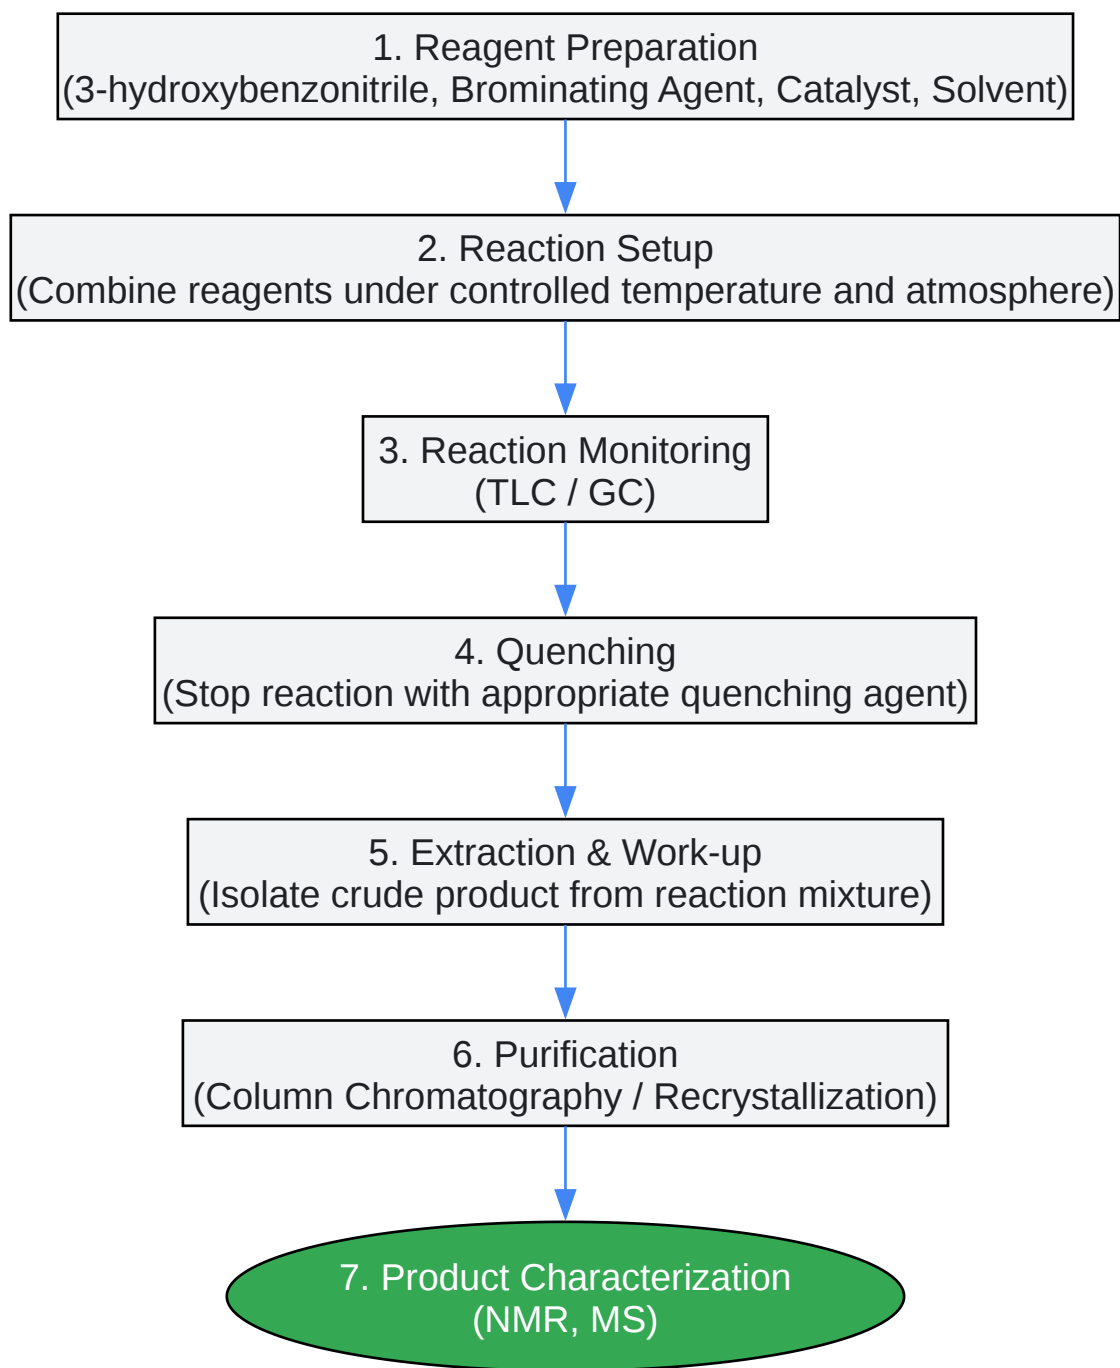 1. Reagent Preparation
(3-hydroxybenzonitrile, Brominating Agent, Catalyst, Solvent)
2. Reaction Setup
(Combine reagents under controlled temperature and atmosphere)
3. Reaction Monitoring
(TLC / GC)
4. Quenching
(Stop reaction with appropriate quenching agent)
5. Extraction & Work-up
(Isolate crude product from reaction mixture)
6. Purification
(Column Chromatography / Recrystallization)
7. Product Characterization
(NMR, MS)